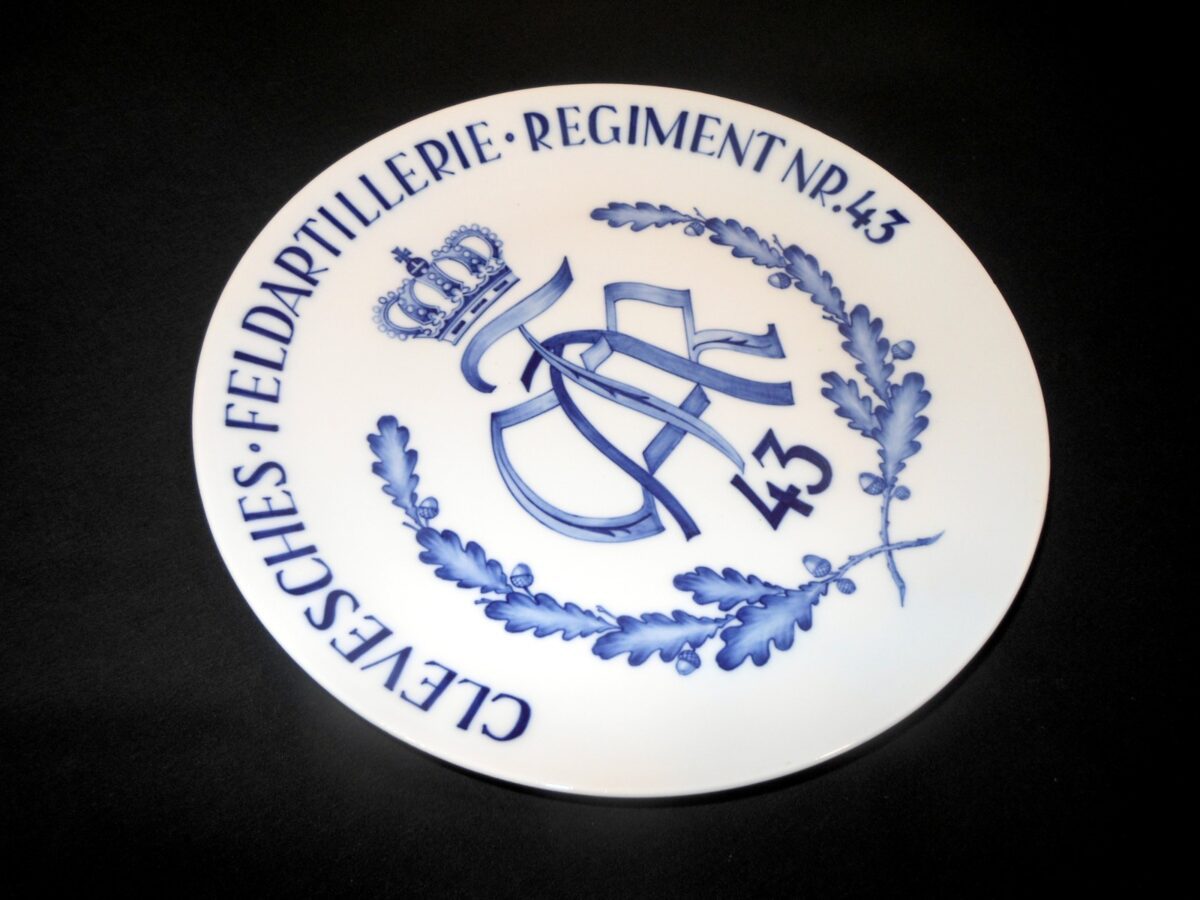 CLEVESCHES · FELDARTILLERIE · REGIMENT NR. 43
43